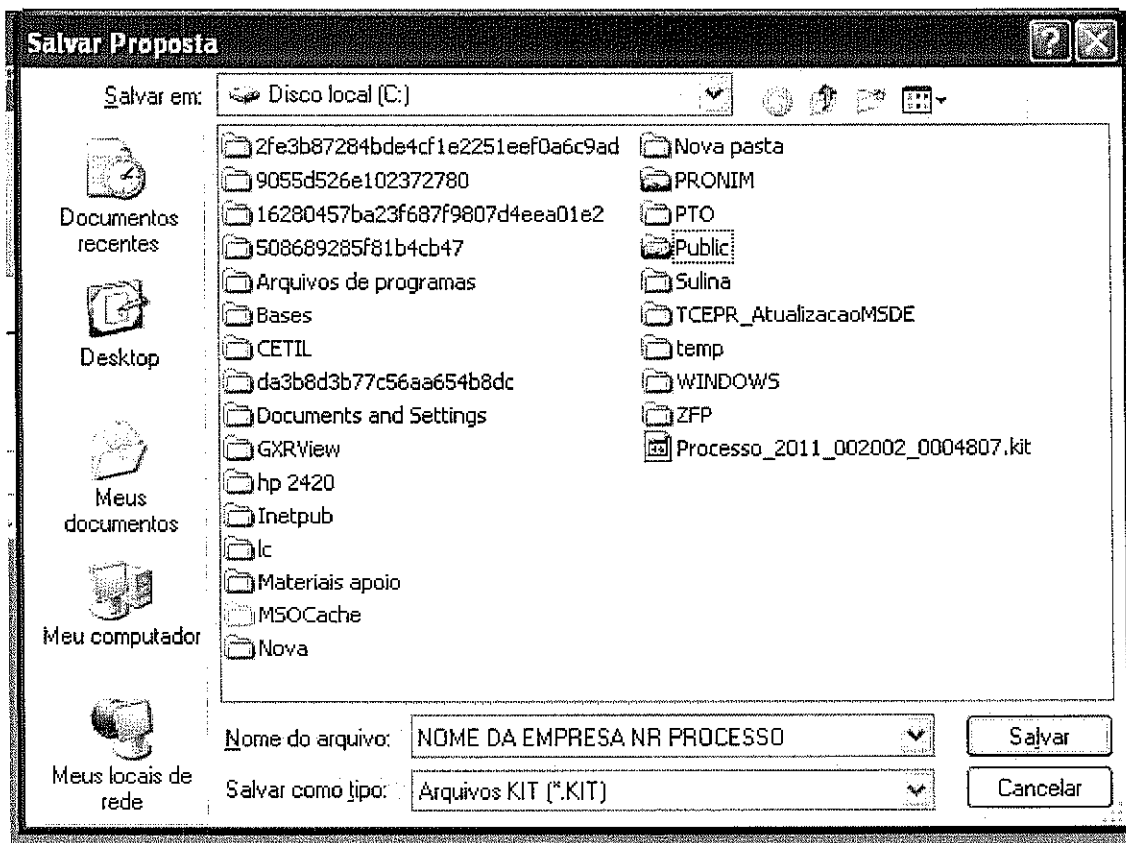 Salvar Proposta
Salvar em: Disco local (C:)
Documentos recentes
Desktop
Meus documentos
Meu computador
Meus locais de rede
2fe3b87284bde4cf1e2251eef0a6c9ad
9055d526e102372780
16280457ba23f687f9807d4eea01e2
508689285f81b4cb47
Arquivos de programas
Bases
CETIL
da3b8d3b77c56aa654b8dc
Documents and Settings
GXRView
hp 2420
Inetpub
lc
Materiais apoio
MSOCache
Nova
Nova pasta
PRONIM
PTO
Public
Sulina
TCEPR_AtualizacaoMSDE
temp
WINDOWS
ZFP
Processo_2011_002002_0004807.kit
Nome do arquivo: NOME DA EMPRESA NR PROCESSO Salvar
Salvar como tipo: Arquivos KIT (*.KIT) Cancelar